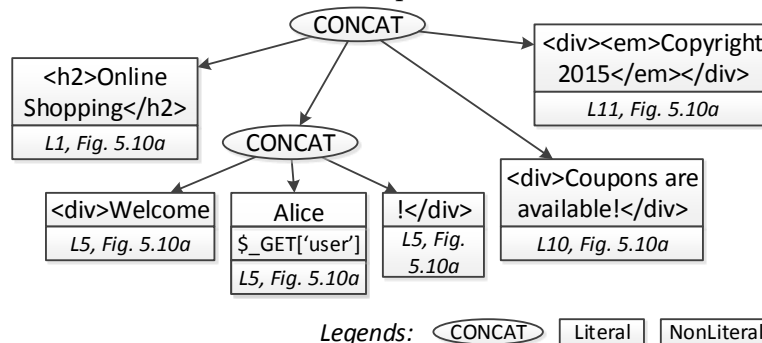 CONCAT
<h2>Online
Shopping</h2>
L1, Fig. 5.10a
<div><em>Copyright
2015</em></div>
L11, Fig. 5.10a
CONCAT
<div>Welcome
L5, Fig. 5.10a
Alice
$_GET['user']
L5, Fig. 5.10a
!</div>
L5, Fig.
5.10a
<div>Coupons are
available!</div>
L10, Fig. 5.10a
Legends: CONCAT Literal NonLiteral